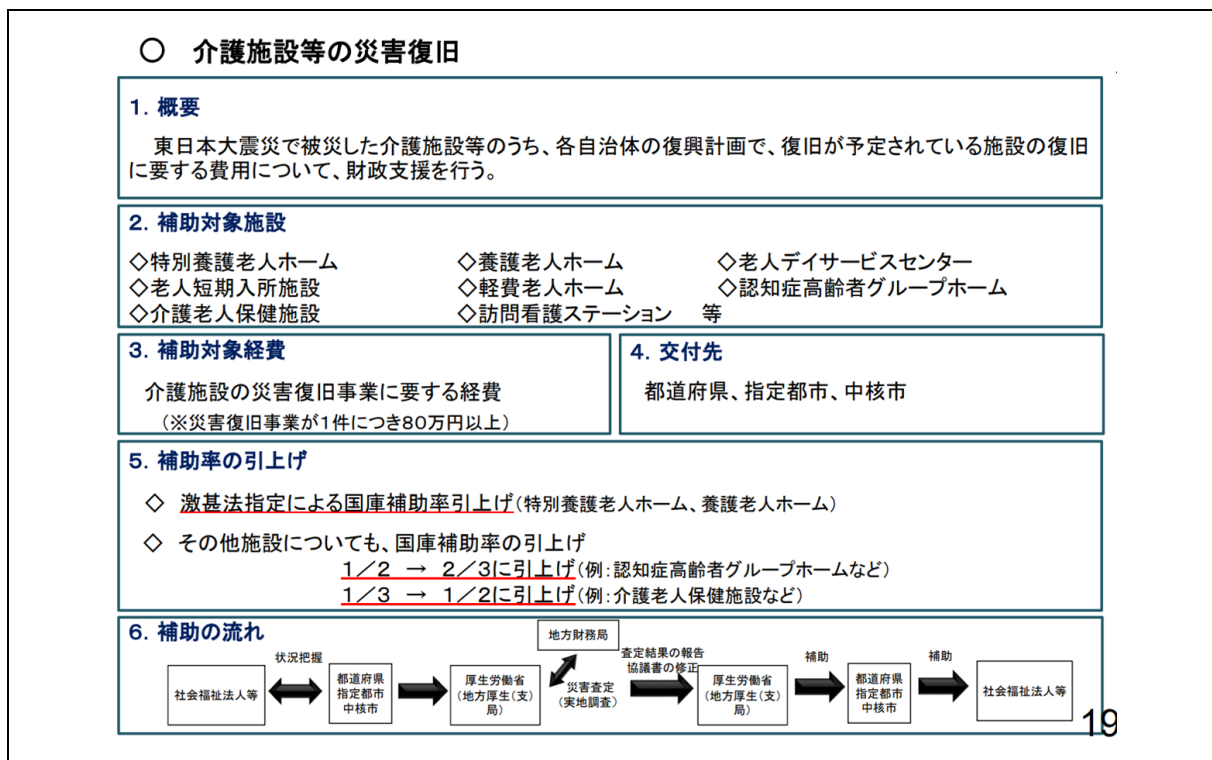 ○ 介護施設等の災害復旧
1．概要
東日本大震災で被災した介護施設等のうち、各自治体の復興計画で、復旧が予定されている施設の復旧
に要する費用について、財政支援を行う。
2．補助対象施設
◇特別養護老人ホーム ◇養護老人ホーム ◇老人デイサービスセンター
◇老人短期入所施設 ◇軽費老人ホーム ◇認知症高齢者グループホーム
◇介護老人保健施設 ◇訪問看護ステーション 等
3．補助対象経費
介護施設の災害復旧事業に要する経費
（※災害復旧事業が1件につき80万円以上）
4．交付先
都道府県、指定都市、中核市
5．補助率の引上げ
◇ 激甚法指定による国庫補助率引上げ（特別養護老人ホーム、養護老人ホーム）
◇ その他施設についても、国庫補助率の引上げ
1／2 → 2／3に引上げ（例：認知症高齢者グループホームなど）
1／3 → 1／2に引上げ（例：介護老人保健施設など）
6．補助の流れ
社会福祉法人等
状況把握
都道府県
指定都市
中核市
厚生労働省
（地方厚生（支）
局）
地方財務局
災害査定
（実地調査）
査定結果の報告
協議書の修正
厚生労働省
（地方厚生（支）
局）
補助
都道府県
指定都市
中核市
補助
社会福祉法人等
19